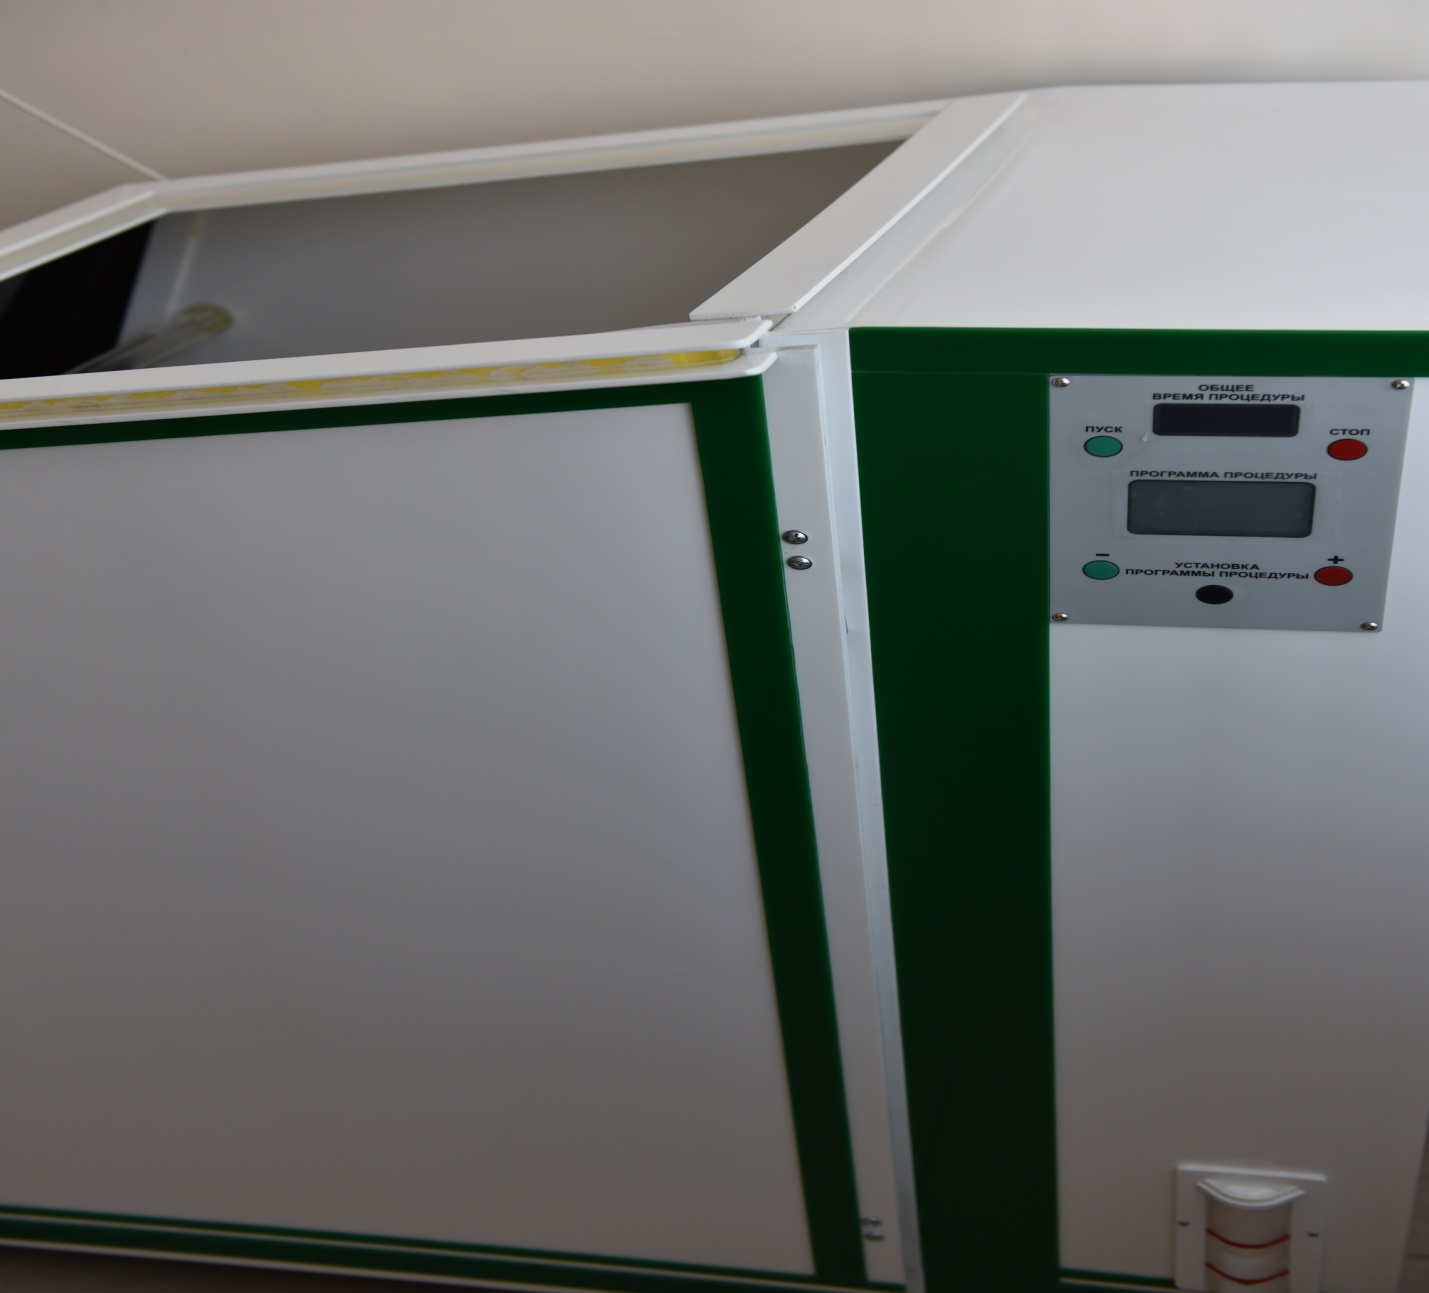 ОБЩЕЕ
ВРЕМЯ ПРОЦЕДУРЫ
ПУСК
СТОП
ПРОГРАММА ПРОЦЕДУРЫ
−
+
УСТАНОВКА
ПРОГРАММЫ ПРОЦЕДУРЫ